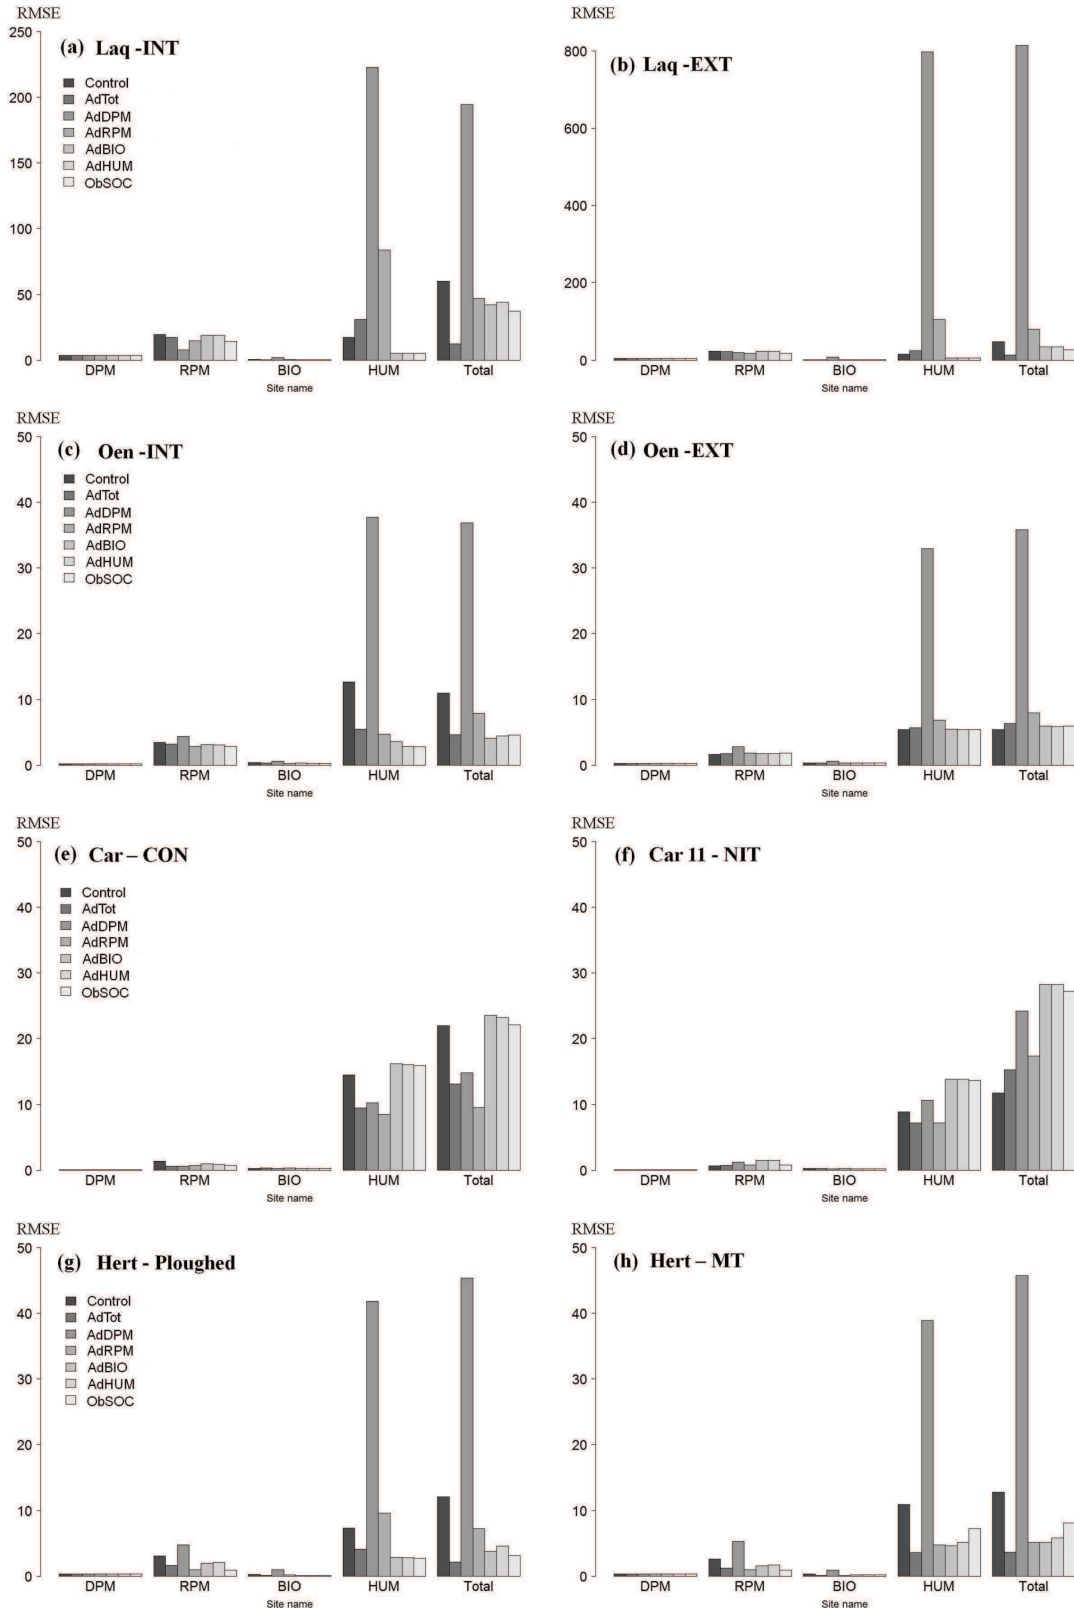 RMSE
250
200
150
100
50
0
(a) Laq -INT
Control
AdTot
AdDPM
AdRPM
AdBIO
AdHUM
ObSOC
DPM RPM BIO HUM Total
Site name
RMSE
800
600
400
200
0
(b) Laq -EXT
DPM RPM BIO HUM Total
Site name
RMSE
50
40
30
20
10
0
(c) Oen -INT
Control
AdTot
AdDPM
AdRPM
AdBIO
AdHUM
ObSOC
DPM RPM BIO HUM Total
Site name
RMSE
50
40
30
20
10
0
(d) Oen -EXT
DPM RPM BIO HUM Total
Site name
RMSE
50
40
30
20
10
0
(e) Car – CON
Control
AdTot
AdDPM
AdRPM
AdBIO
AdHUM
ObSOC
DPM RPM BIO HUM Total
Site name
RMSE
50
40
30
20
10
0
(f) Car 11 - NIT
DPM RPM BIO HUM Total
Site name
RMSE
50
40
30
20
10
0
(g) Hert - Ploughed
Control
AdTot
AdDPM
AdRPM
AdBIO
AdHUM
ObSOC
DPM RPM BIO HUM Total
Site name
RMSE
50
40
30
20
10
0
(h) Hert – MT
DPM RPM BIO HUM Total
Site name